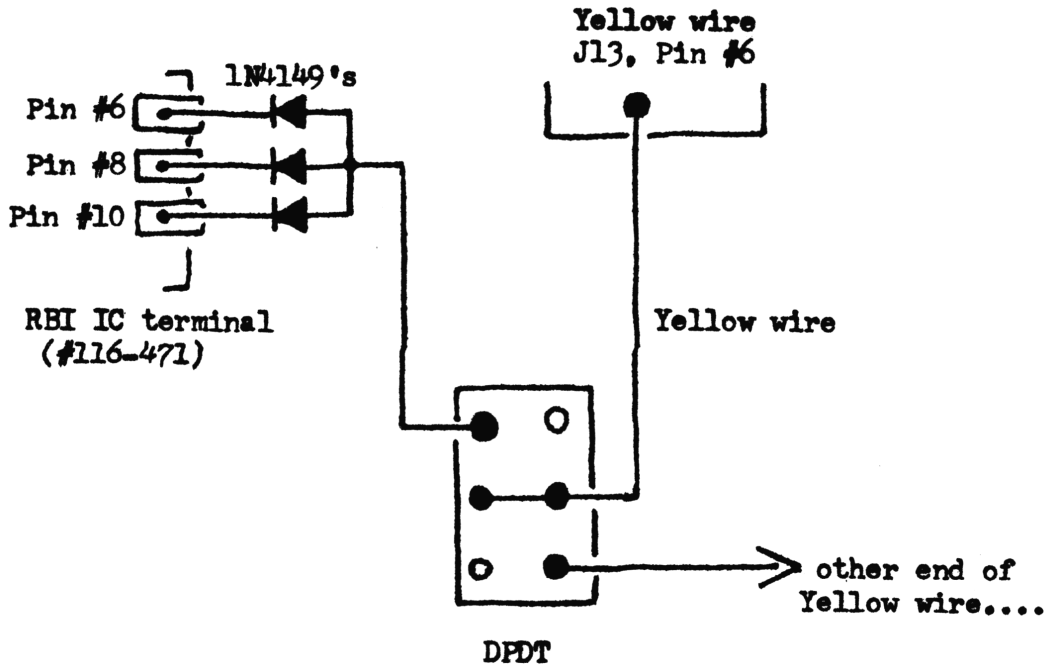 Yellow wire
J13, Pin #6
1N4149's
Pin #6
Pin #8
Pin #10
RBI IC terminal
(#116-471)
Yellow wire
other end of
Yellow wire....
DPDT